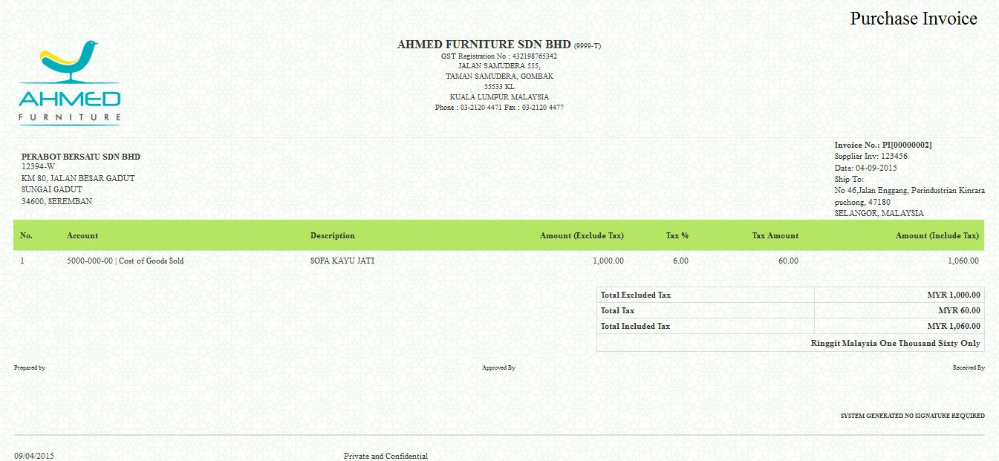 Purchase Invoice
AHMED
FURNITURE
AHMED FURNITURE SDN BHD (9999-T)
GST Registration No : 432198765342
JALAN SAMUDERA 555,
TAMAN SAMUDERA, GOMBAK
55533 KL
KUALA LUMPUR MALAYSIA
Phone : 03-2120 4471 Fax : 03-2120 4477
PERABOT BERSATU SDN BHD
12394-W
KM 80, JALAN BESAR GADUT
SUNGAI GADUT
34600, SEREMBAN
Invoice No.: PI[00000002]
Supplier Inv: 123456
Date: 04-09-2015
Ship To:
No 46,Jalan Enggang, Perindustrian Kinrara
puchong, 47180
SELANGOR, MALAYSIA
No. Account Description Amount (Exclude Tax) Tax % Tax Amount Amount (Include Tax)
1 5000-000-00 | Cost of Goods Sold SOFA KAYU JATI 1,000.00 6.00 60.00 1,060.00
Total Excluded Tax MYR 1,000.00
Total Tax MYR 60.00
Total Included Tax MYR 1,060.00
Ringgit Malaysia One Thousand Sixty Only
Prepared by Approved By Received By
SYSTEM GENERATED NO SIGNATURE REQUIRED
09/04/2015 Private and Confidential